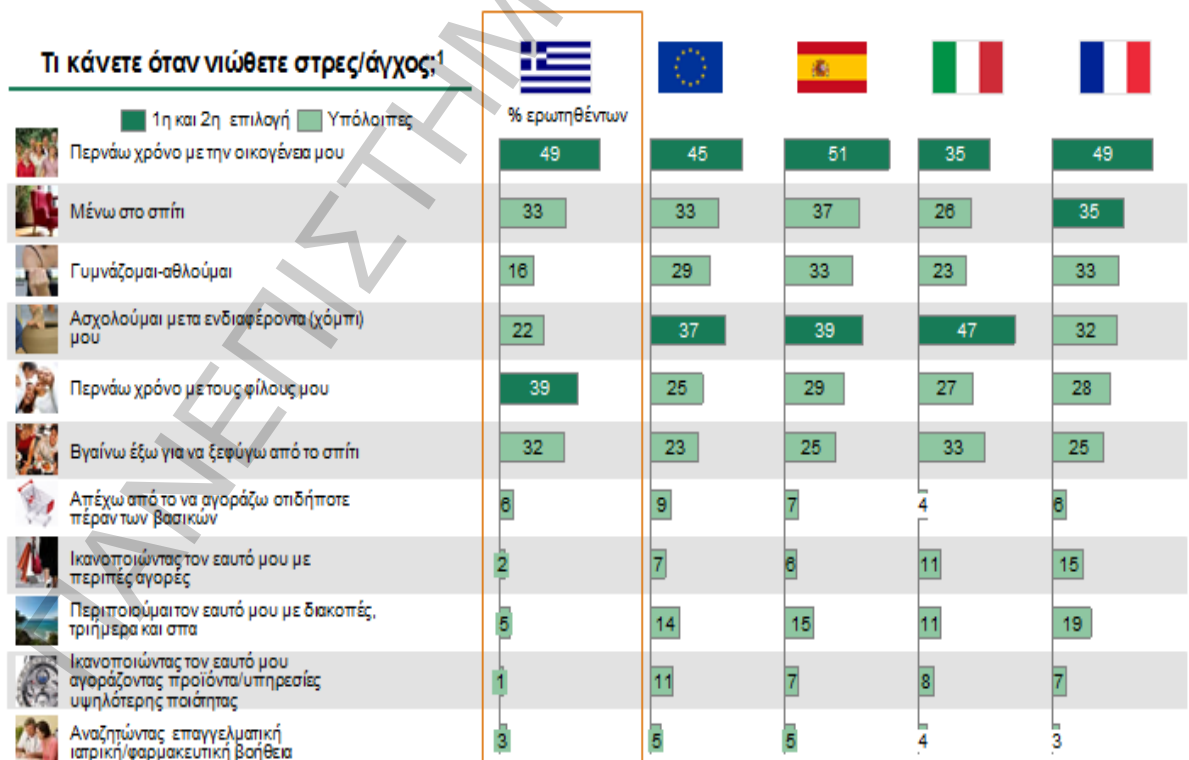 Τι κάνετε όταν νιώθετε στρες/άγχος;¹
1η και 2η επιλογή Υπόλοιπες
% ερωτηθέντων
Περνάω χρόνο με την οικογένεια μου 49 45 51 35 49
Μένω στο σπίτι 33 33 37 26 35
Γυμνάζομαι-αθλούμαι 16 29 33 23 33
Ασχολούμαι μετα ενδιαφέροντα (χόμπι)
μου 22 37 39 47 32
Περνάω χρόνο με τους φίλους μου 39 25 29 27 28
Βγαίνω έξω για να ξεφύγω από το σπίτι 32 23 25 33 25
Απέχω από το να αγοράζω οτιδήποτε
πέραν των βασικών 6 9 7 4 6
Ικανοποιώντας τον εαυτό μου με
περιττές αγορές 2 7 6 11 15
Περιποιούμαι τον εαυτό μου με διακοπές,
τριήμερα και σπα 5 14 15 11 19
Ικανοποιώντας τον εαυτό μου
αγοράζοντας προϊόντα/υπηρεσίες
υψηλότερης ποιότητας 1 11 7 8 7
Αναζητώντας επαγγελματική
ιατρική/φαρμακευτική βοήθεια 3 5 5 4 3
ΠΑΝΕΠΙΣΤΗΜ